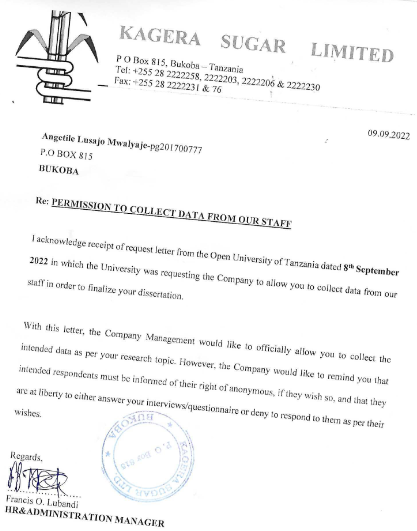 KAGERA SUGAR LIMITED
P O Box 815, Bukoba – Tanzania
Tel: +255 28 2222258, 2222203, 2222206 & 2222230
Fax: +255 28 2222231 & 76
09.09.2022
Angetile Lusajo Mwalyaje-pg201700777
P.O BOX 815
BUKOBA
Re: PERMISSION TO COLLECT DATA FROM OUR STAFF
I acknowledge receipt of request letter from the Open University of Tanzania dated 8th September
2022 in which the University was requesting the Company to allow you to collect data from our
staff in order to finalize your dissertation.
With this letter, the Company Management would like to officially allow you to collect the
intended data as per your research topic. However, the Company would like to remind you that
intended respondents must be informed of their right of anonymous, if they wish so, and that they
are at liberty to either answer your interviews/questionnaire or deny to respond to them as per their
wishes.
KAGERA SUGAR LTD
P. O. Box 815
BUKOBA
Regards,
Francis O. Lubandi
HR&ADMINISTRATION MANAGER